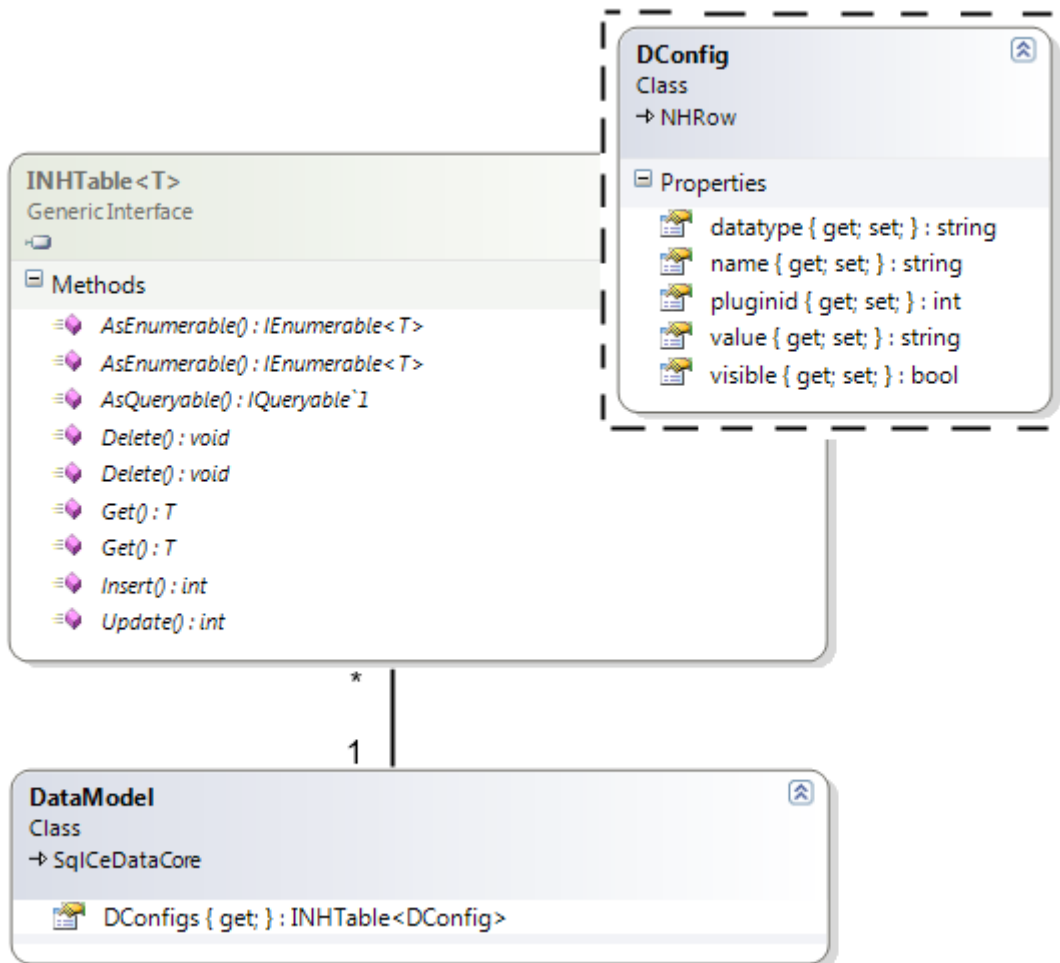 DConfig
Class
NHRow
Properties
datatype { get; set; } : string
name { get; set; } : string
pluginid { get; set; } : int
value { get; set; } : string
visible { get; set; } : bool
INHTable<T>
Generic Interface
Methods
AsEnumerable() : IEnumerable<T>
AsEnumerable() : IEnumerable<T>
AsQueryable() : IQueryable`1
Delete() : void
Delete() : void
Get() : T
Get() : T
Insert() : int
Update() : int
*
1
DataModel
Class
SqlCeDataCore
DConfigs { get; } : INHTable<DConfig>